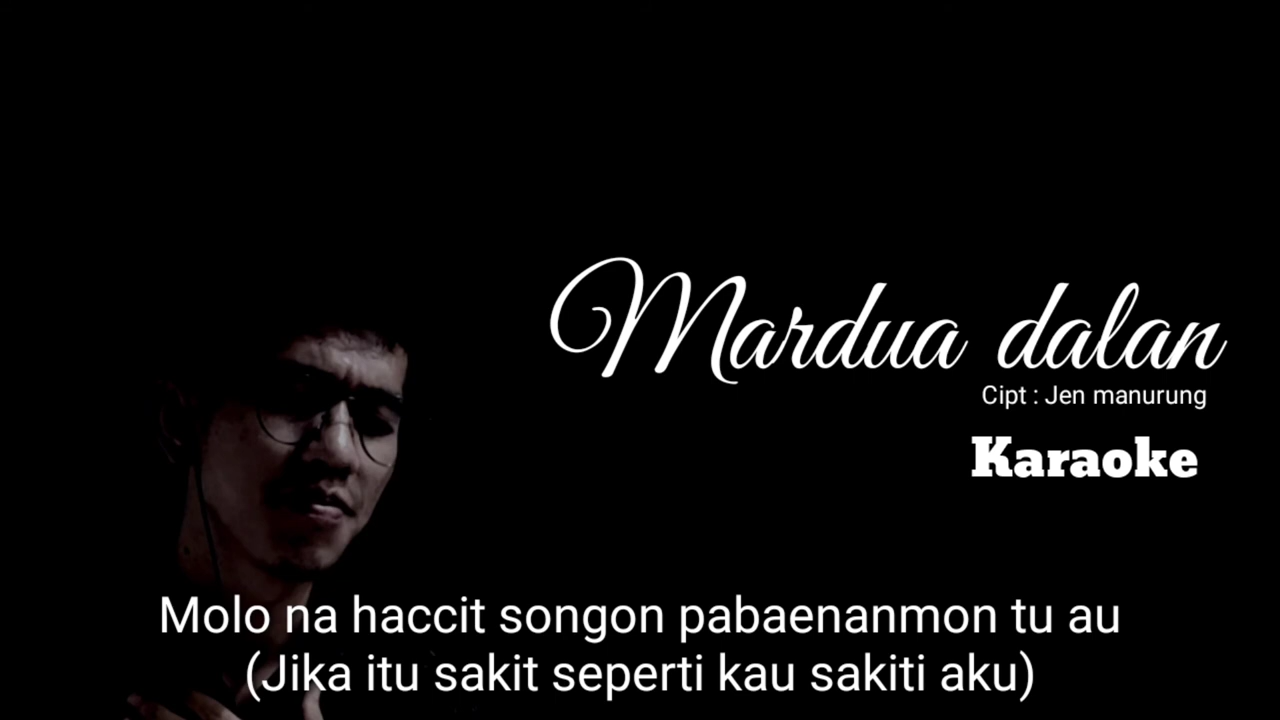 Mardua dalan
Cipt : Jen manurung
Karaoke
Molo na haccit songon pabaenanmon tu au
(Jika itu sakit seperti kau sakiti aku)